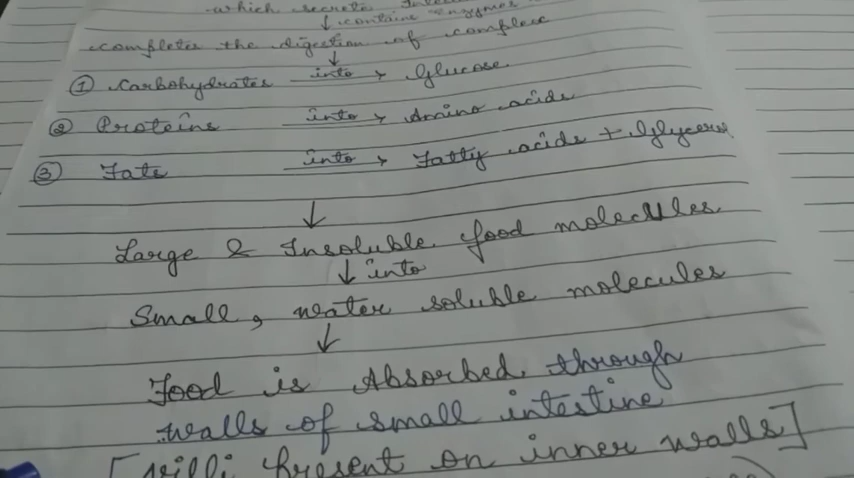 which secrete
↓ contains Enzymes
completes the digestion of complex
↓
① Carbohydrates into → Glucose
② Proteins into → Amino acids
③ Fats into → Fatty acids + Glycerol
↓
Large & Insoluble food molecules
↓ into
Small, water soluble molecules
↓
Food is Absorbed through
walls of small intestine
[villi present on inner walls]